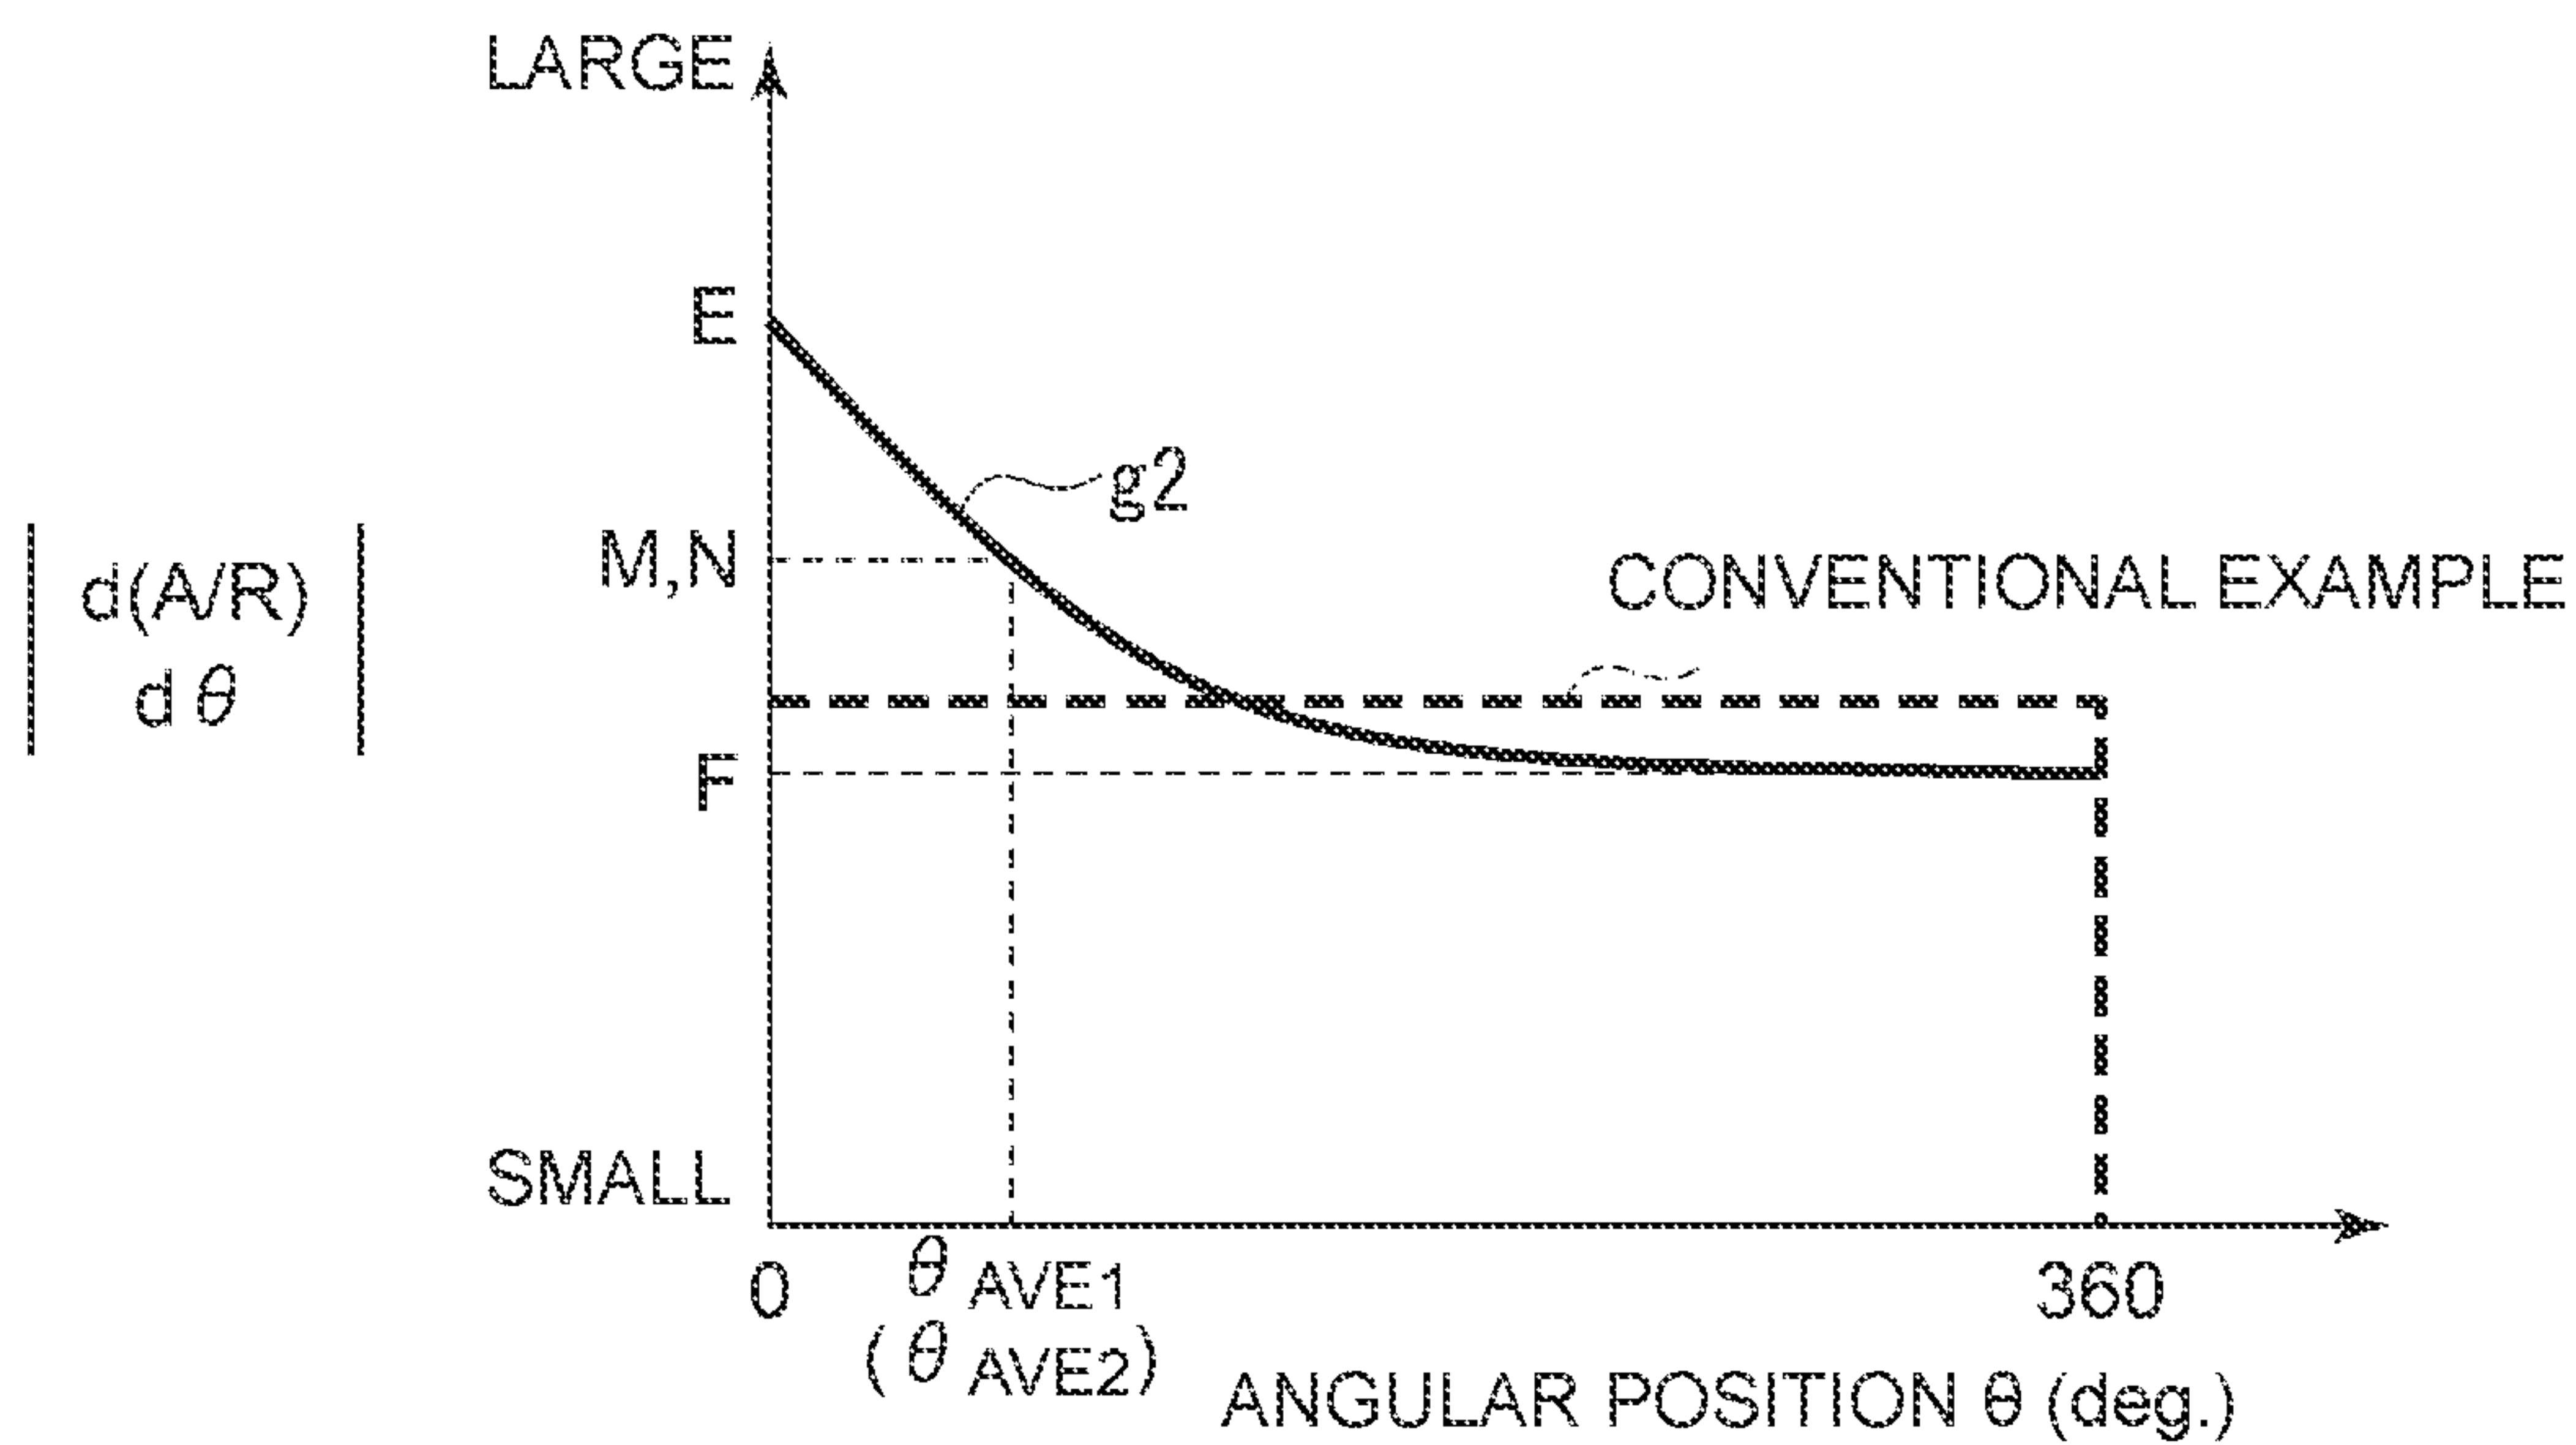 LARGE
E
g2
M,N
CONVENTIONAL EXAMPLE
d(A/R)
dθ
F
SMALL
0
θ AVE1
(θ AVE2)
360
ANGULAR POSITION θ (deg.)